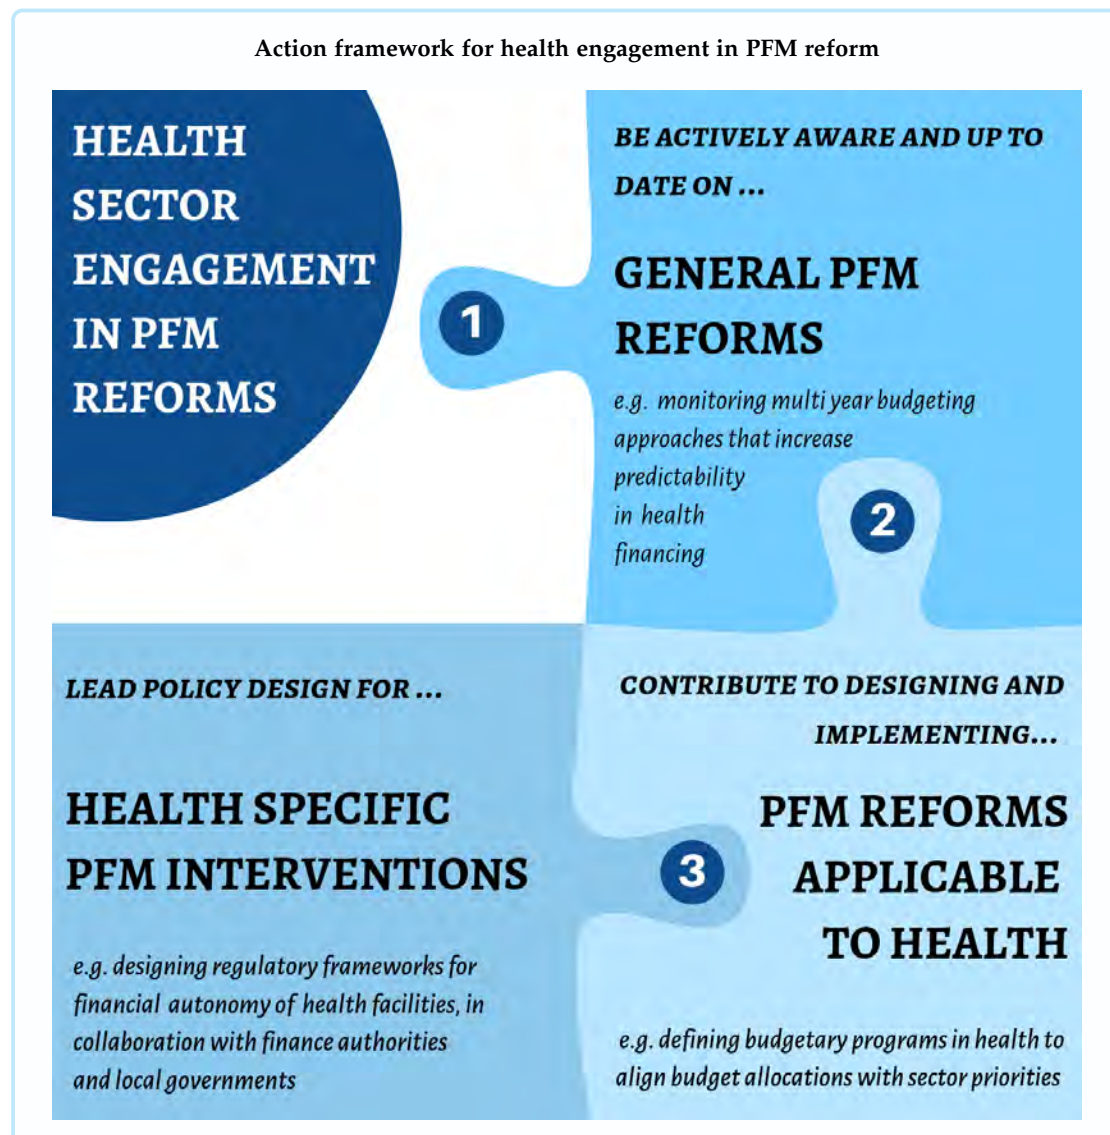 Action framework for health engagement in PFM reform
HEALTH
SECTOR
ENGAGEMENT
IN PFM
REFORMS
1
BE ACTIVELY AWARE AND UP TO
DATE ON ...
GENERAL PFM
REFORMS
e.g. monitoring multi year budgeting
approaches that increase
predictability
in health
financing
2
CONTRIBUTE TO DESIGNING AND
IMPLEMENTING...
PFM REFORMS
APPLICABLE
TO HEALTH
e.g. defining budgetary programs in health to
align budget allocations with sector priorities
3
LEAD POLICY DESIGN FOR ...
HEALTH SPECIFIC
PFM INTERVENTIONS
e.g. designing regulatory frameworks for
financial autonomy of health facilities, in
collaboration with finance authorities
and local governments